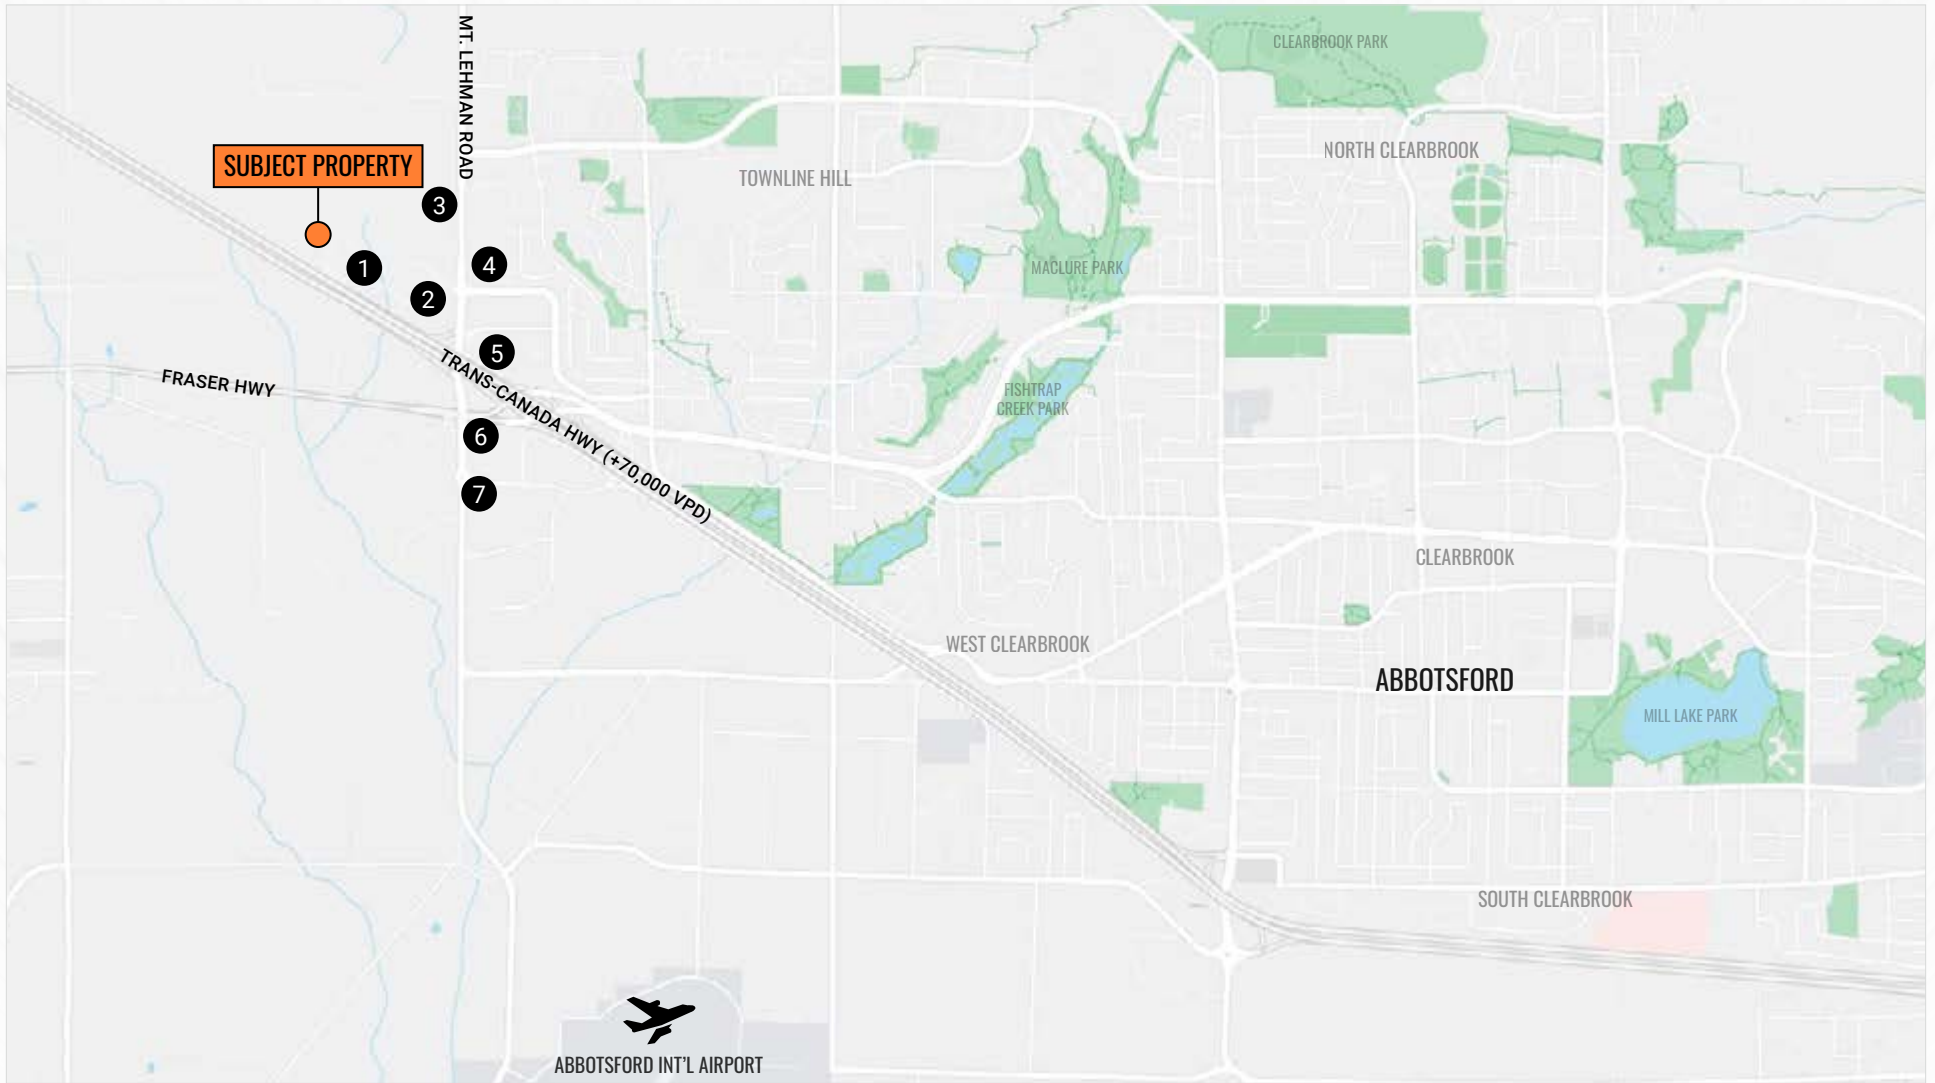 CLEARBROOK PARK
MT. LEHMAN ROAD
NORTH CLEARBROOK
SUBJECT PROPERTY
TOWNLINE HILL
3
4
1
MACLURE PARK
2
5
TRANS-CANADA HWY (+70,000 VPD)
FRASER HWY
FISHTRAP
CREEK PARK
6
7
CLEARBROOK
WEST CLEARBROOK
ABBOTSFORD
MILL LAKE PARK
SOUTH CLEARBROOK
ABBOTSFORD INT'L AIRPORT